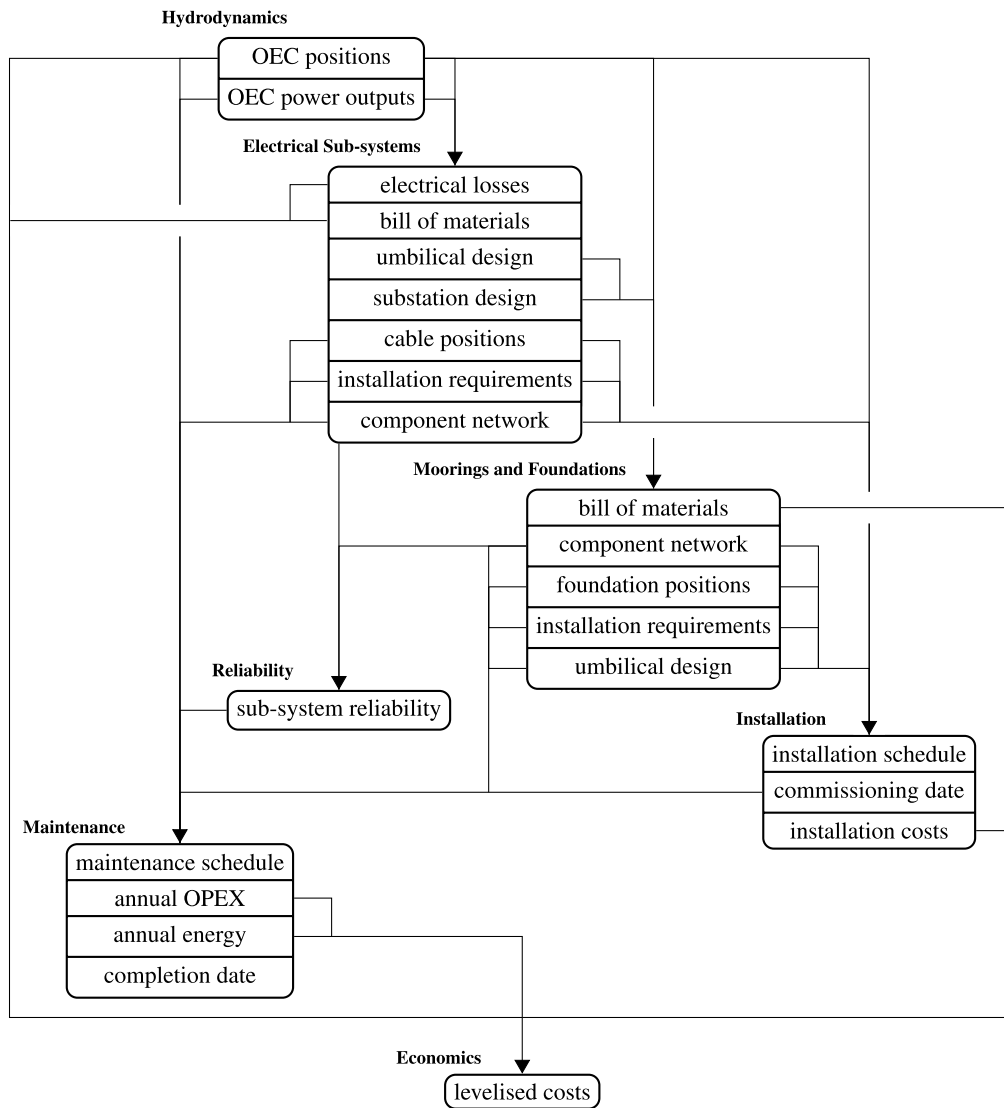 Hydrodynamics
OEC positions
OEC power outputs
Electrical Sub-systems
electrical losses
bill of materials
umbilical design
substation design
cable positions
installation requirements
component network
Moorings and Foundations
bill of materials
component network
foundation positions
installation requirements
umbilical design
Reliability
sub-system reliability
Installation
installation schedule
commissioning date
installation costs
Maintenance
maintenance schedule
annual OPEX
annual energy
completion date
Economics
levelised costs